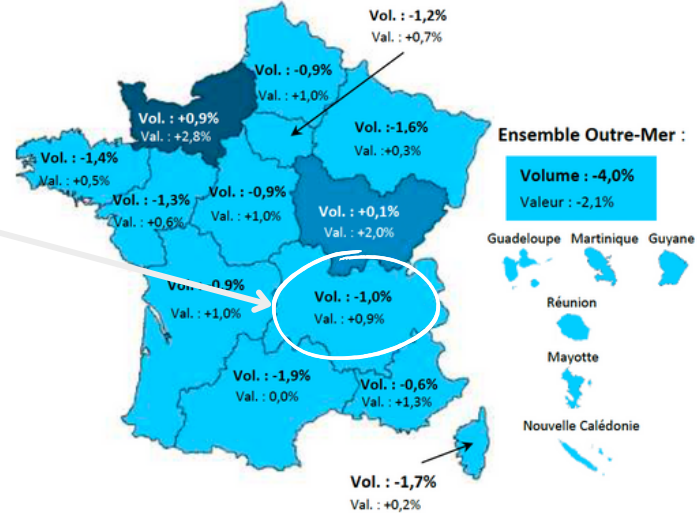 Vol. : -1,2%
Val. : +0,7%
Vol. : -0,9%
Val. : +1,0%
Vol. : +0,9%
Val. : +2,8%
Vol. :-1,6%
Val. :+0,3%
Ensemble Outre-Mer :
Vol. : -1,4%
Val. : +0,5%
Volume : -4,0%
Valeur : -2,1%
Vol. : -1,3%
Val. : +0,6%
Vol. : -0,9%
Val. : +1,0%
Vol. : +0,1%
Val. : +2,0%
Guadeloupe Martinique Guyane
Vol. : -0,9%
Val. : +1,0%
Vol. : -1,0%
Val. : +0,9%
Réunion
Mayotte
Vol. : -1,9%
Val. : 0,0%
Vol. : -0,6%
Val. : +1,3%
Nouvelle Calédonie
Vol. : -1,7%
Val. : +0,2%